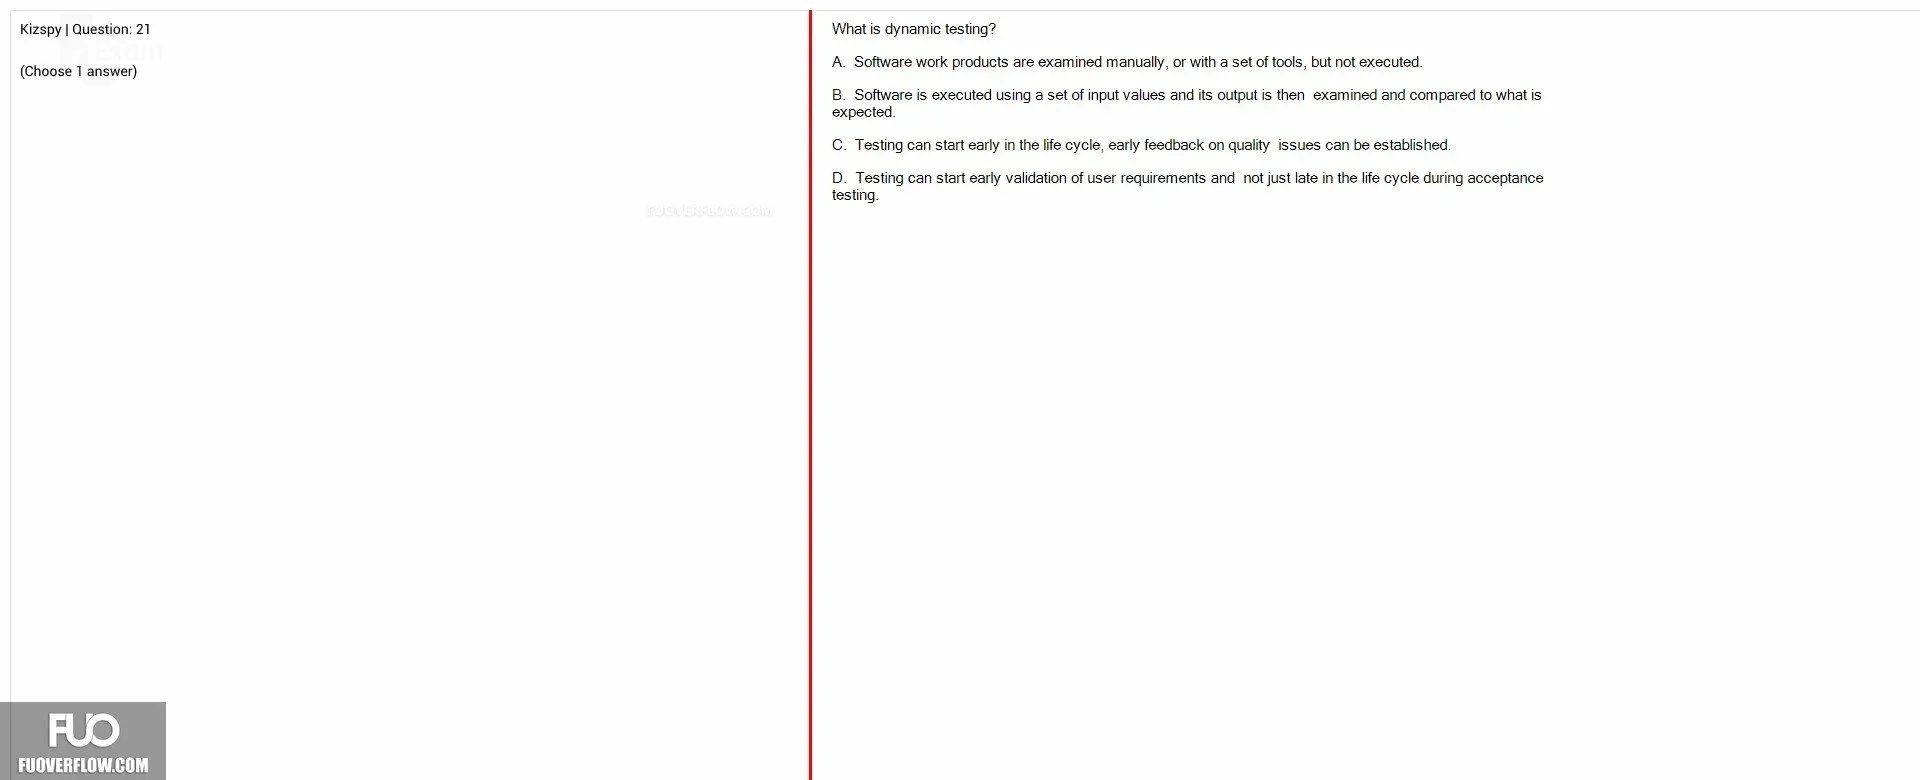 Kizspy | Question: 21
(Choose 1 answer)
What is dynamic testing?
A. Software work products are examined manually, or with a set of tools, but not executed.
B. Software is executed using a set of input values and its output is then examined and compared to what is
expected.
C. Testing can start early in the life cycle, early feedback on quality issues can be established.
D. Testing can start early validation of user requirements and not just late in the life cycle during acceptance
testing.
FUOVERFLOW.COM
FUO
FUOVERFLOW.COM